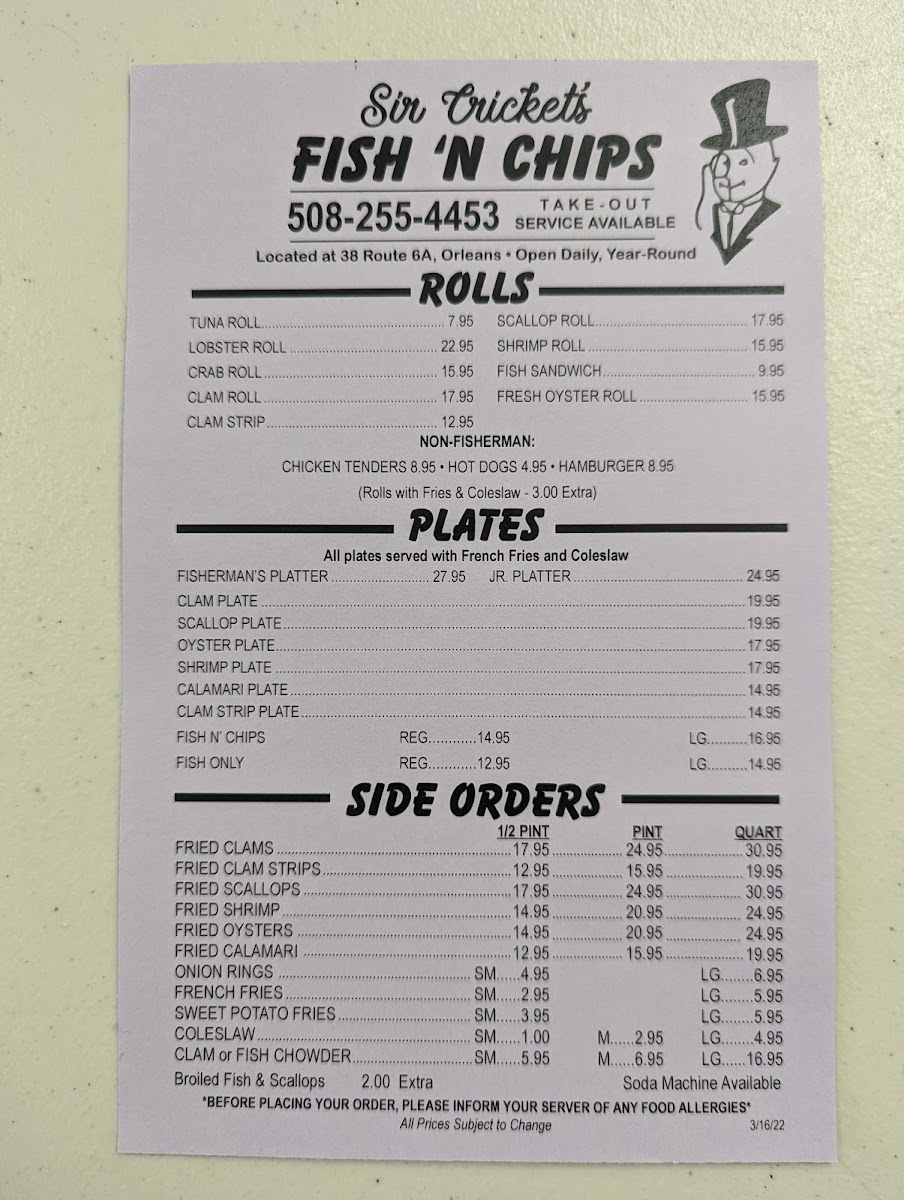 Sir Cricket's
FISH 'N CHIPS
508-255-4453
TAKE-OUT
SERVICE AVAILABLE
Located at 38 Route 6A, Orleans • Open Daily, Year-Round
ROLLS
TUNA ROLL 7.95 SCALLOP ROLL 17.95
LOBSTER ROLL 22.95 SHRIMP ROLL 15.95
CRAB ROLL 15.95 FISH SANDWICH 9.95
CLAM ROLL 17.95 FRESH OYSTER ROLL 15.95
CLAM STRIP 12.95
NON-FISHERMAN:
CHICKEN TENDERS 8.95 • HOT DOGS 4.95 • HAMBURGER 8.95
(Rolls with Fries & Coleslaw - 3.00 Extra)
PLATES
All plates served with French Fries and Coleslaw
FISHERMAN'S PLATTER 27.95 JR. PLATTER 24.95
CLAM PLATE 19.95
SCALLOP PLATE 19.95
OYSTER PLATE 17.95
SHRIMP PLATE 17.95
CALAMARI PLATE 14.95
CLAM STRIP PLATE 14.95
FISH N' CHIPS REG 14.95 LG 16.95
FISH ONLY REG 12.95 LG 14.95
SIDE ORDERS
1/2 PINT PINT QUART
FRIED CLAMS 17.95 24.95 30.95
FRIED CLAM STRIPS 12.95 15.95 19.95
FRIED SCALLOPS 17.95 24.95 30.95
FRIED SHRIMP 14.95 20.95 24.95
FRIED OYSTERS 14.95 20.95 24.95
FRIED CALAMARI 12.95 15.95 19.95
ONION RINGS SM 4.95 LG 6.95
FRENCH FRIES SM 2.95 LG 5.95
SWEET POTATO FRIES SM 3.95 LG 5.95
COLESLAW SM 1.00 M 2.95 LG 4.95
CLAM or FISH CHOWDER SM 5.95 M 6.95 LG 16.95
Broiled Fish & Scallops 2.00 Extra Soda Machine Available
*BEFORE PLACING YOUR ORDER, PLEASE INFORM YOUR SERVER OF ANY FOOD ALLERGIES*
All Prices Subject to Change 3/16/22